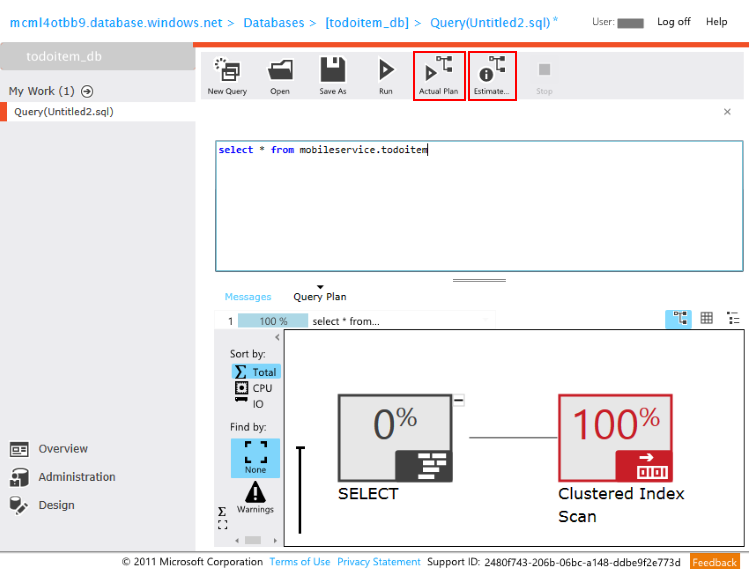 mcml4otbb9.database.windows.net > Databases > [todoitem_db] > Query(Untitled2.sql)*
User: Log off Help
todoitem_db
My Work (1)
Query(Untitled2.sql)
New Query Open Save As Run Actual Plan Estimate... Stop
select * from mobileservice.todoitem
Messages Query Plan
1 100 % select * from...
Sort by:
Total
CPU
IO
Find by:
None
Warnings
0%
SELECT
100%
Clustered Index
Scan
Overview
Administration
Design
© 2011 Microsoft Corporation Terms of Use Privacy Statement Support ID: 2480f743-206b-06bc-a148-ddbe9f2e773d Feedback